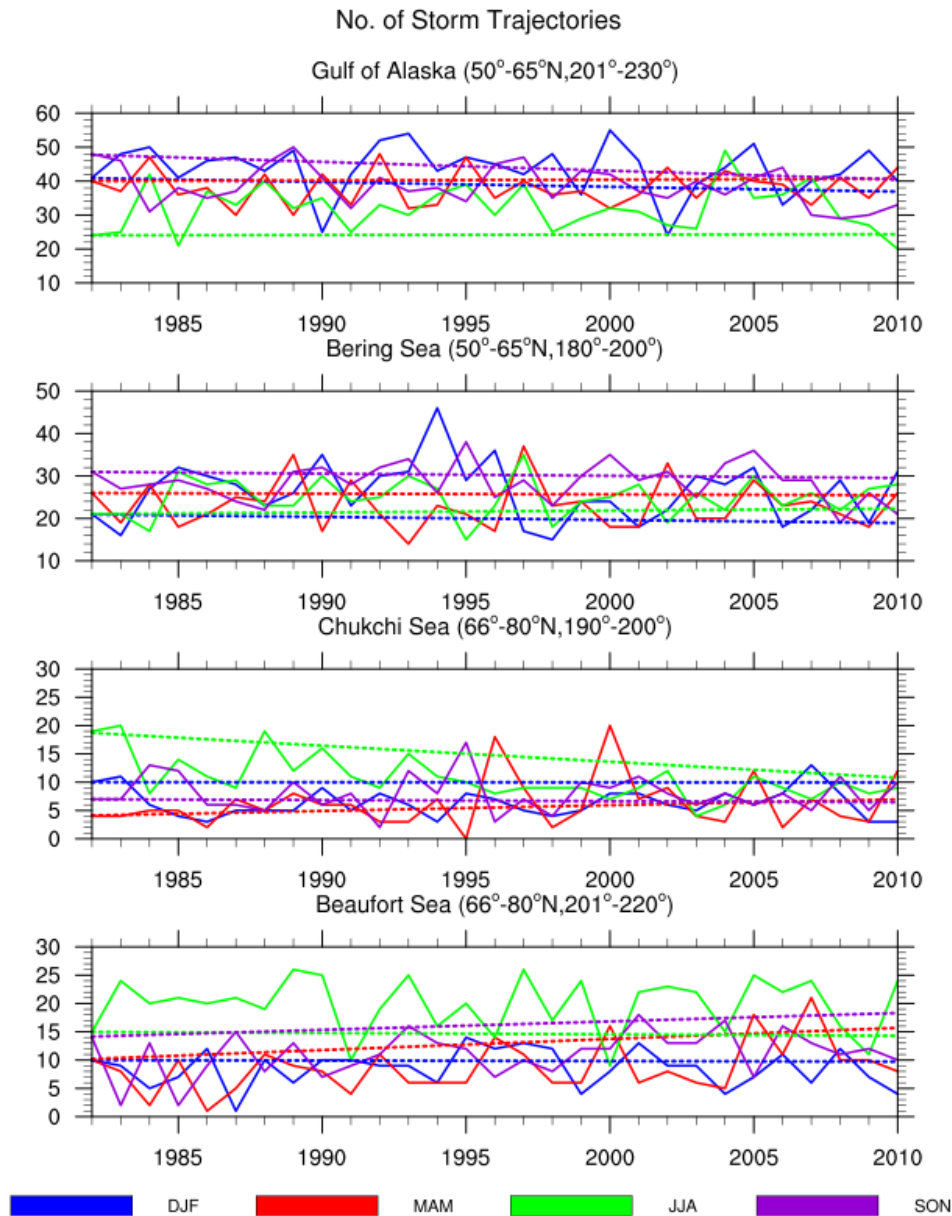 No. of Storm Trajectories
Gulf of Alaska (50°-65°N,201°-230°)
60
50
40
30
20
10
1985 1990 1995 2000 2005 2010
Bering Sea (50°-65°N,180°-200°)
50
40
30
20
10
1985 1990 1995 2000 2005 2010
Chukchi Sea (66°-80°N,190°-200°)
30
25
20
15
10
5
0
1985 1990 1995 2000 2005 2010
Beaufort Sea (66°-80°N,201°-220°)
30
25
20
15
10
5
0
1985 1990 1995 2000 2005 2010
DJF MAM JJA SON